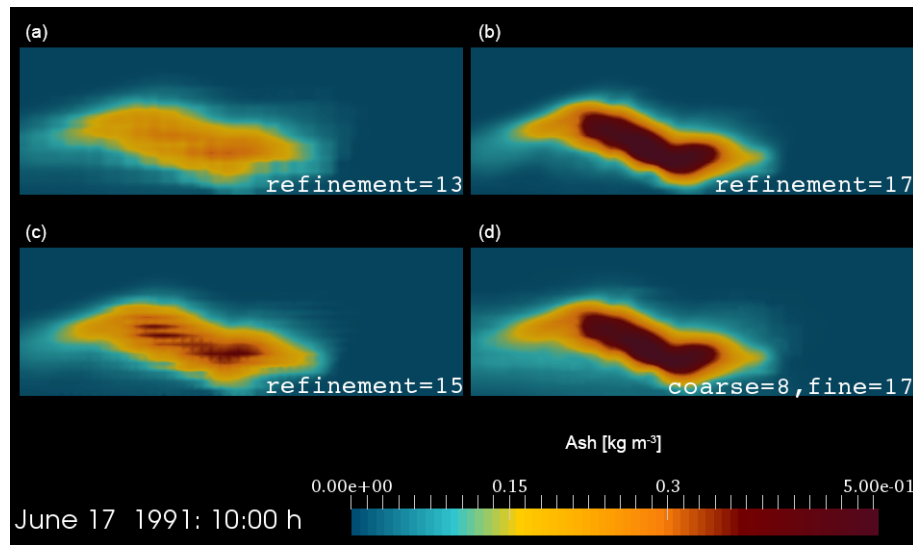 (a)
(b)
refinement=13
refinement=17
(c)
(d)
refinement=15
coarse=8,fine=17
Ash [kg m⁻³]
0.00e+00 0.15 0.3 5.00e-01
June 17 1991: 10:00 h